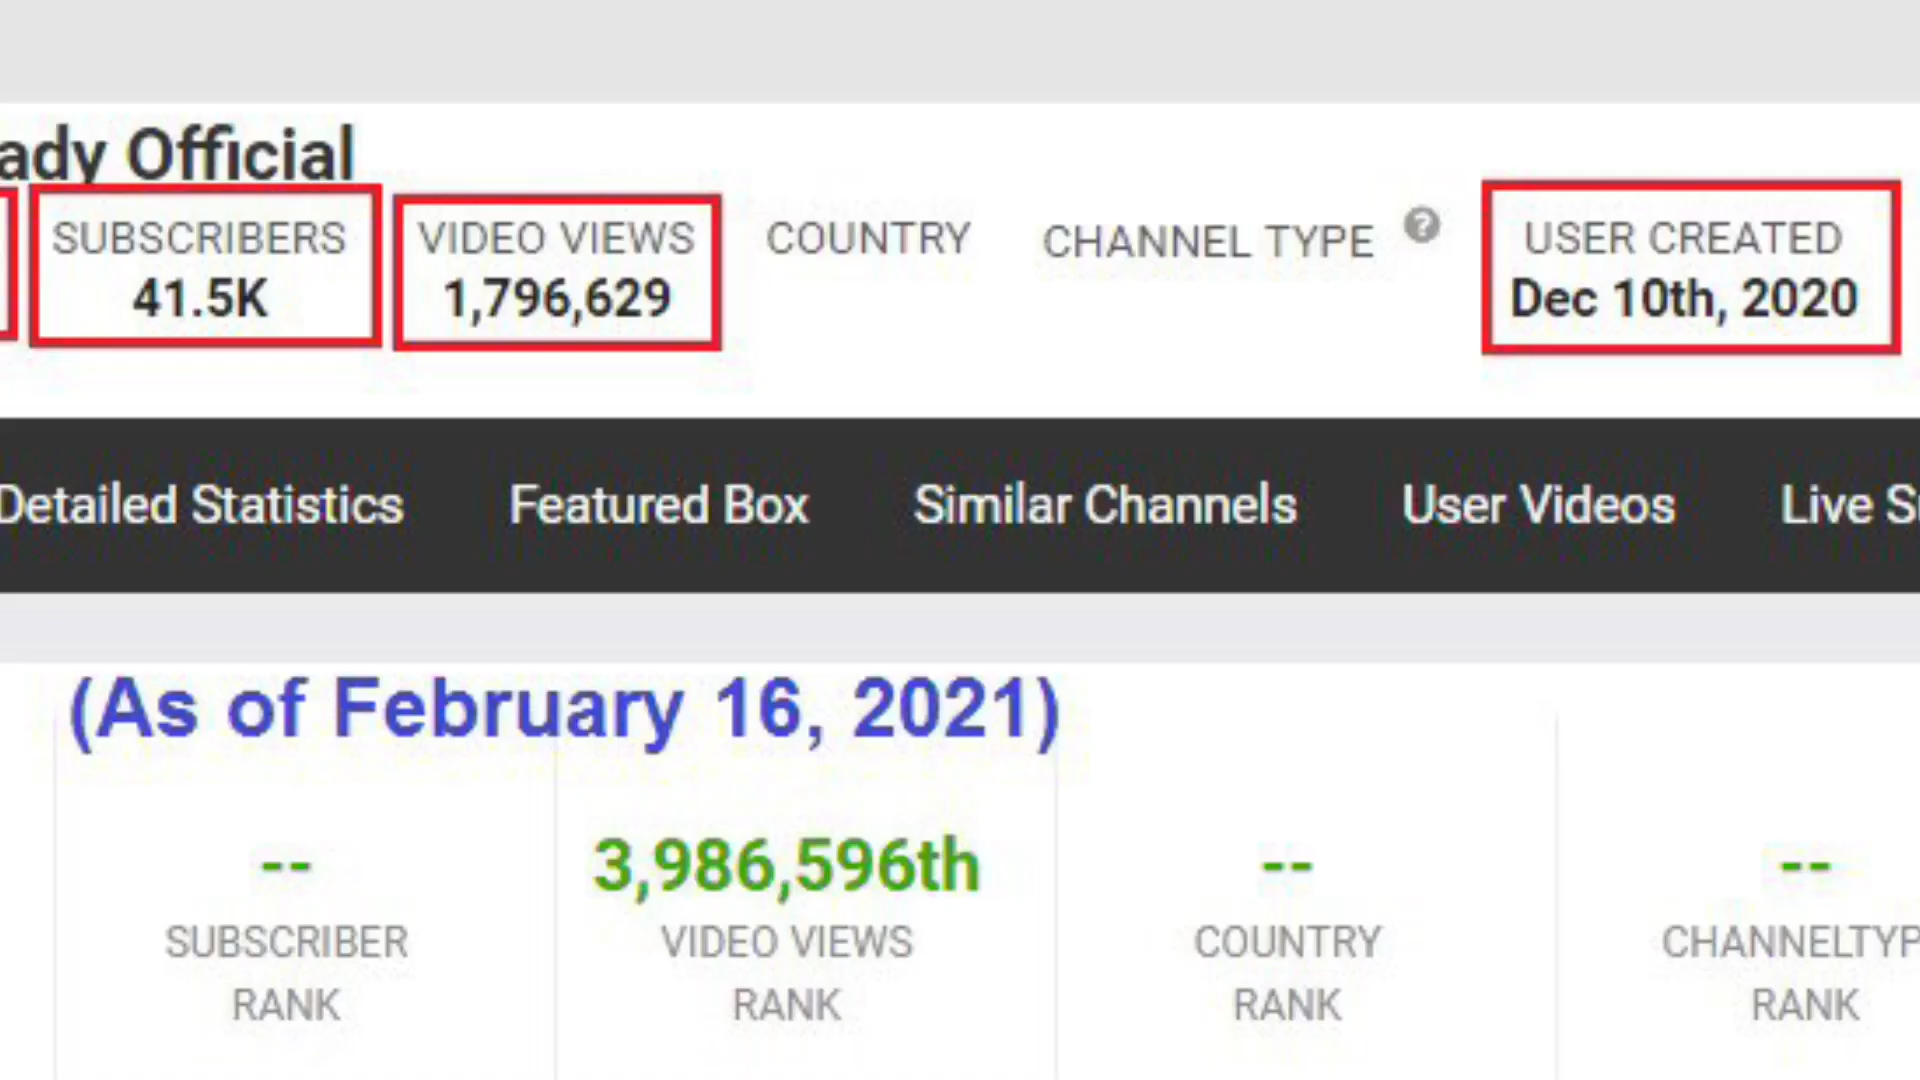 ady Official
SUBSCRIBERS VIDEO VIEWS COUNTRY CHANNEL TYPE ?
41.5K 1,796,629
USER CREATED
Dec 10th, 2020
Detailed Statistics Featured Box Similar Channels User Videos Live S
(As of February 16, 2021)
-- 3,986,596th -- --
SUBSCRIBER VIDEO VIEWS COUNTRY CHANNELTYP
RANK RANK RANK RANK